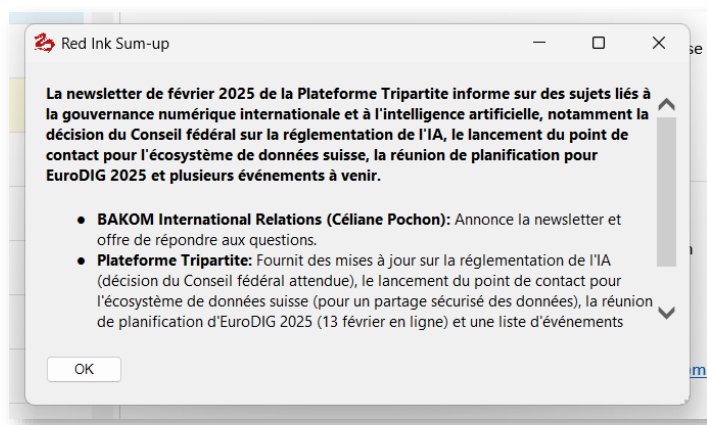 Red Ink Sum-up
se
La newsletter de février 2025 de la Plateforme Tripartite informe sur des sujets liés à
la gouvernance numérique internationale et à l'intelligence artificielle, notamment la
décision du Conseil fédéral sur la réglementation de l'IA, le lancement du point de
contact pour l'écosystème de données suisse, la réunion de planification pour
EuroDIG 2025 et plusieurs événements à venir.
● BAKOM International Relations (Céliane Pochon): Annonce la newsletter et
offre de répondre aux questions.
● Plateforme Tripartite: Fournit des mises à jour sur la réglementation de l'IA
(décision du Conseil fédéral attendue), le lancement du point de contact pour
l'écosystème de données suisse (pour un partage sécurisé des données), la réunion
de planification d'EuroDIG 2025 (13 février en ligne) et une liste d'événements
OK
om